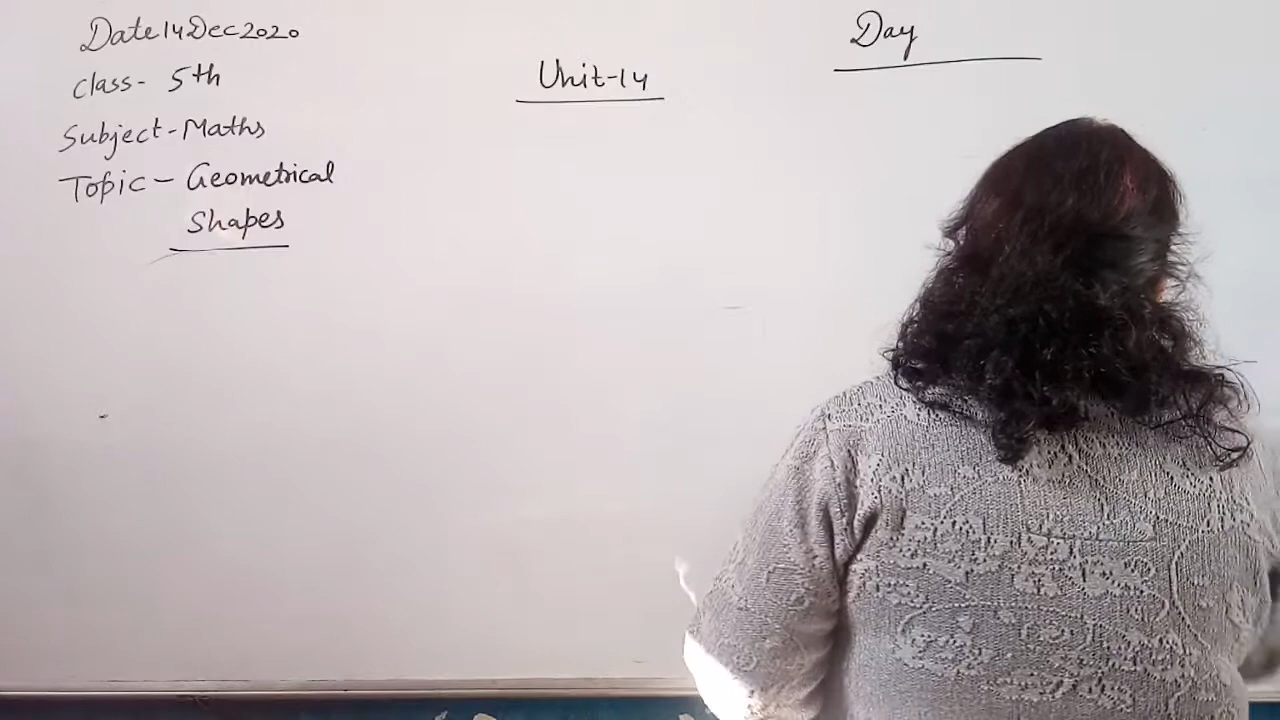 Date 14 Dec 2020
Class- 5th
Subject-Maths
Topic- Geometrical
Shapes
Unit-14
Day